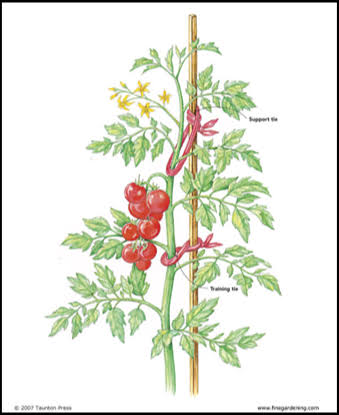 Support tie
Training tie
© 2007 Taunton Press
www.finegardening.com